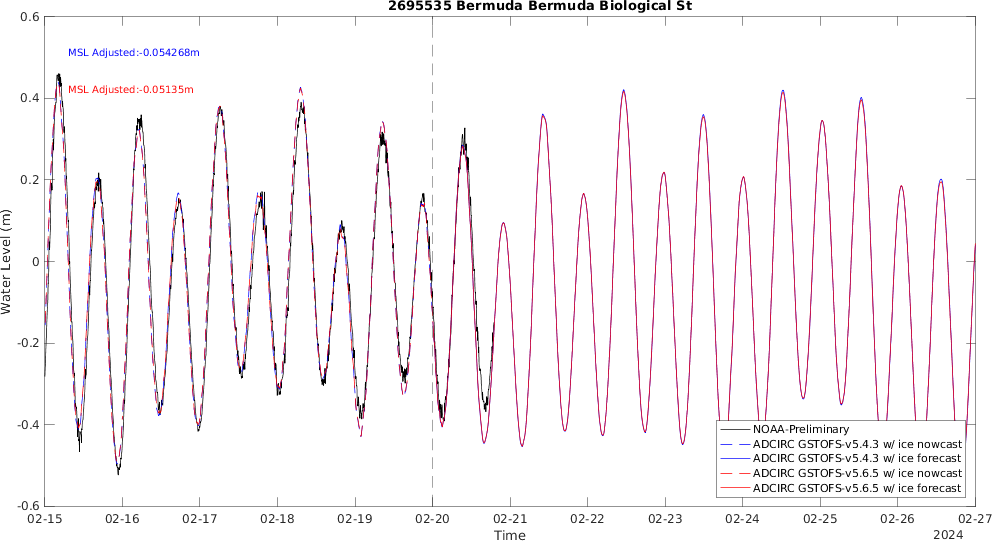 2695535 Bermuda Bermuda Biological St
MSL Adjusted:-0.054268m
MSL Adjusted:-0.05135m
Water Level (m)
0.6
0.4
0.2
0
-0.2
-0.4
-0.6
NOAA-Preliminary
ADCIRC GSTOFS-v5.4.3 w/ ice nowcast
ADCIRC GSTOFS-v5.4.3 w/ ice forecast
ADCIRC GSTOFS-v5.6.5 w/ ice nowcast
ADCIRC GSTOFS-v5.6.5 w/ ice forecast
02-15 02-16 02-17 02-18 02-19 02-20 02-21 02-22 02-23 02-24 02-25 02-26 02-27
Time
2024